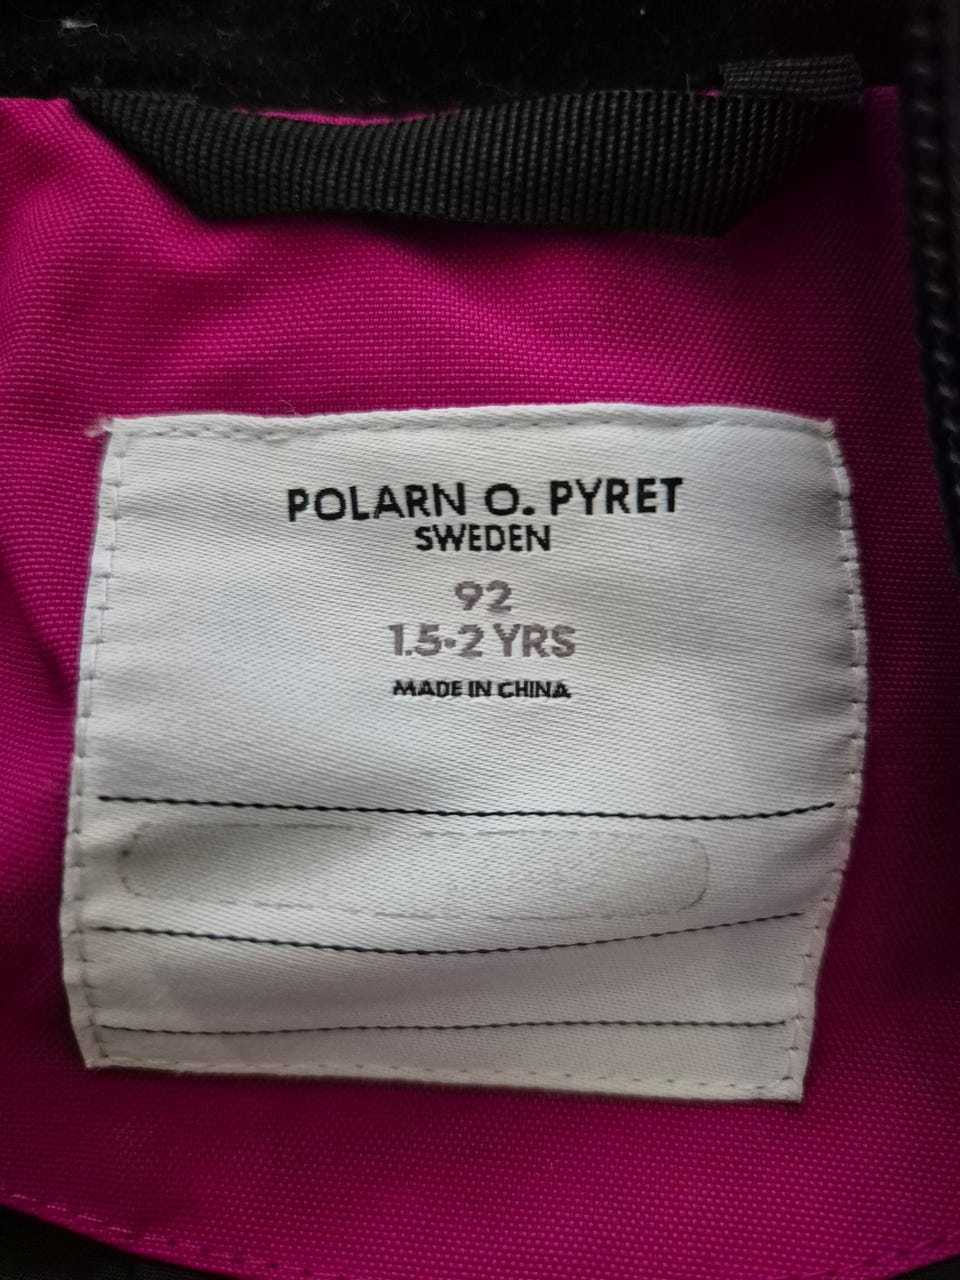 POLARN O. PYRET
SWEDEN
92
1.5-2 YRS
MADE IN CHINA